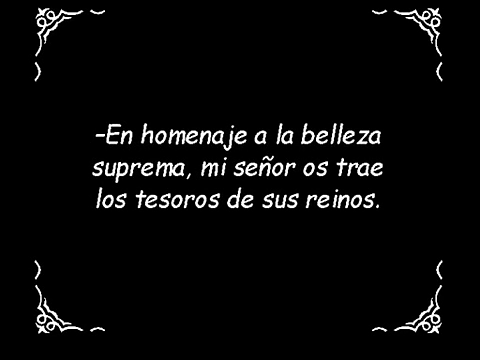 -En homenaje a la belleza
suprema, mi señor os trae
los tesoros de sus reinos.